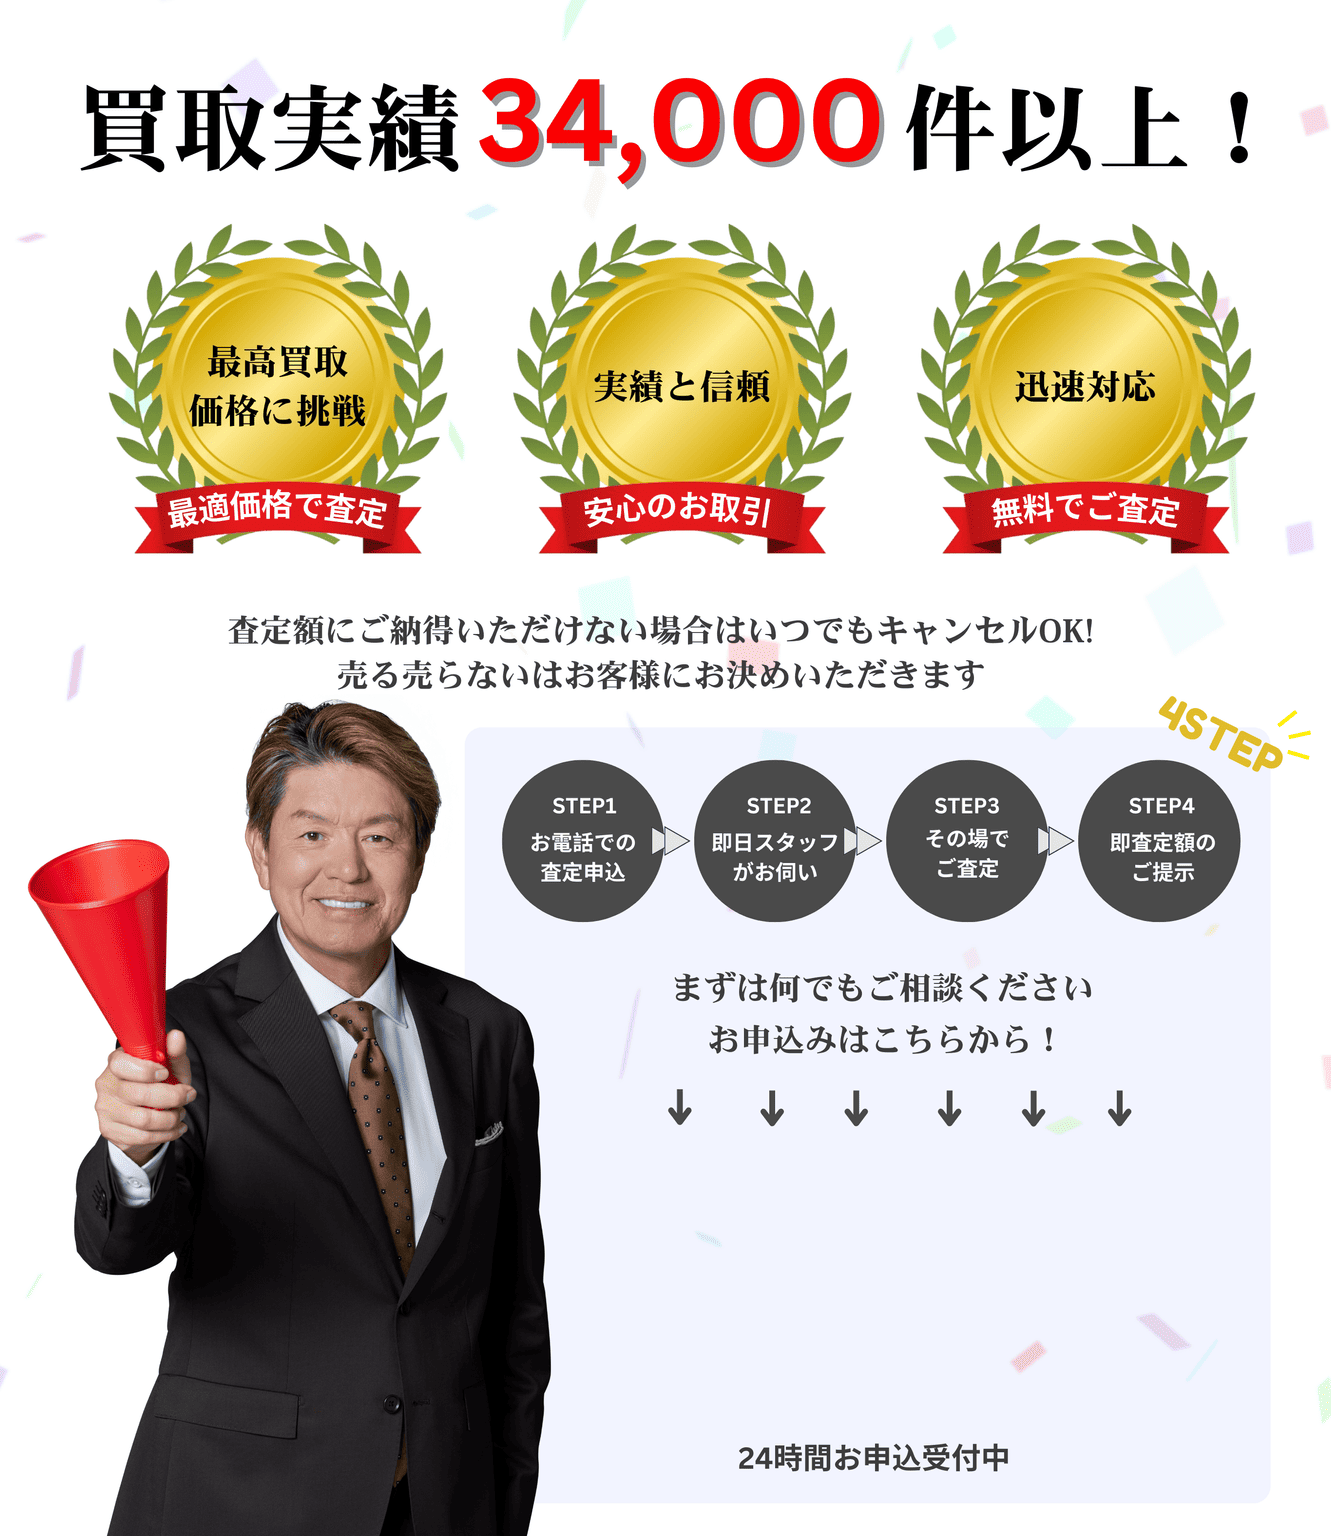 買取実績34,000件以上！
最高買取
価格に挑戦
最適価格で査定
実績と信頼
安心のお取引
迅速対応
無料でご査定
査定額にご納得いただけない場合はいつでもキャンセルOK!
売る売らないはお客様にお決めいただきます
4STEP
STEP1
お電話での
査定申込
STEP2
即日スタッフ
がお伺い
STEP3
その場で
ご査定
STEP4
即査定額の
ご提示
まずは何でもご相談ください
お申込みはこちらから！
↓ ↓ ↓ ↓ ↓ ↓
24時間お申込受付中